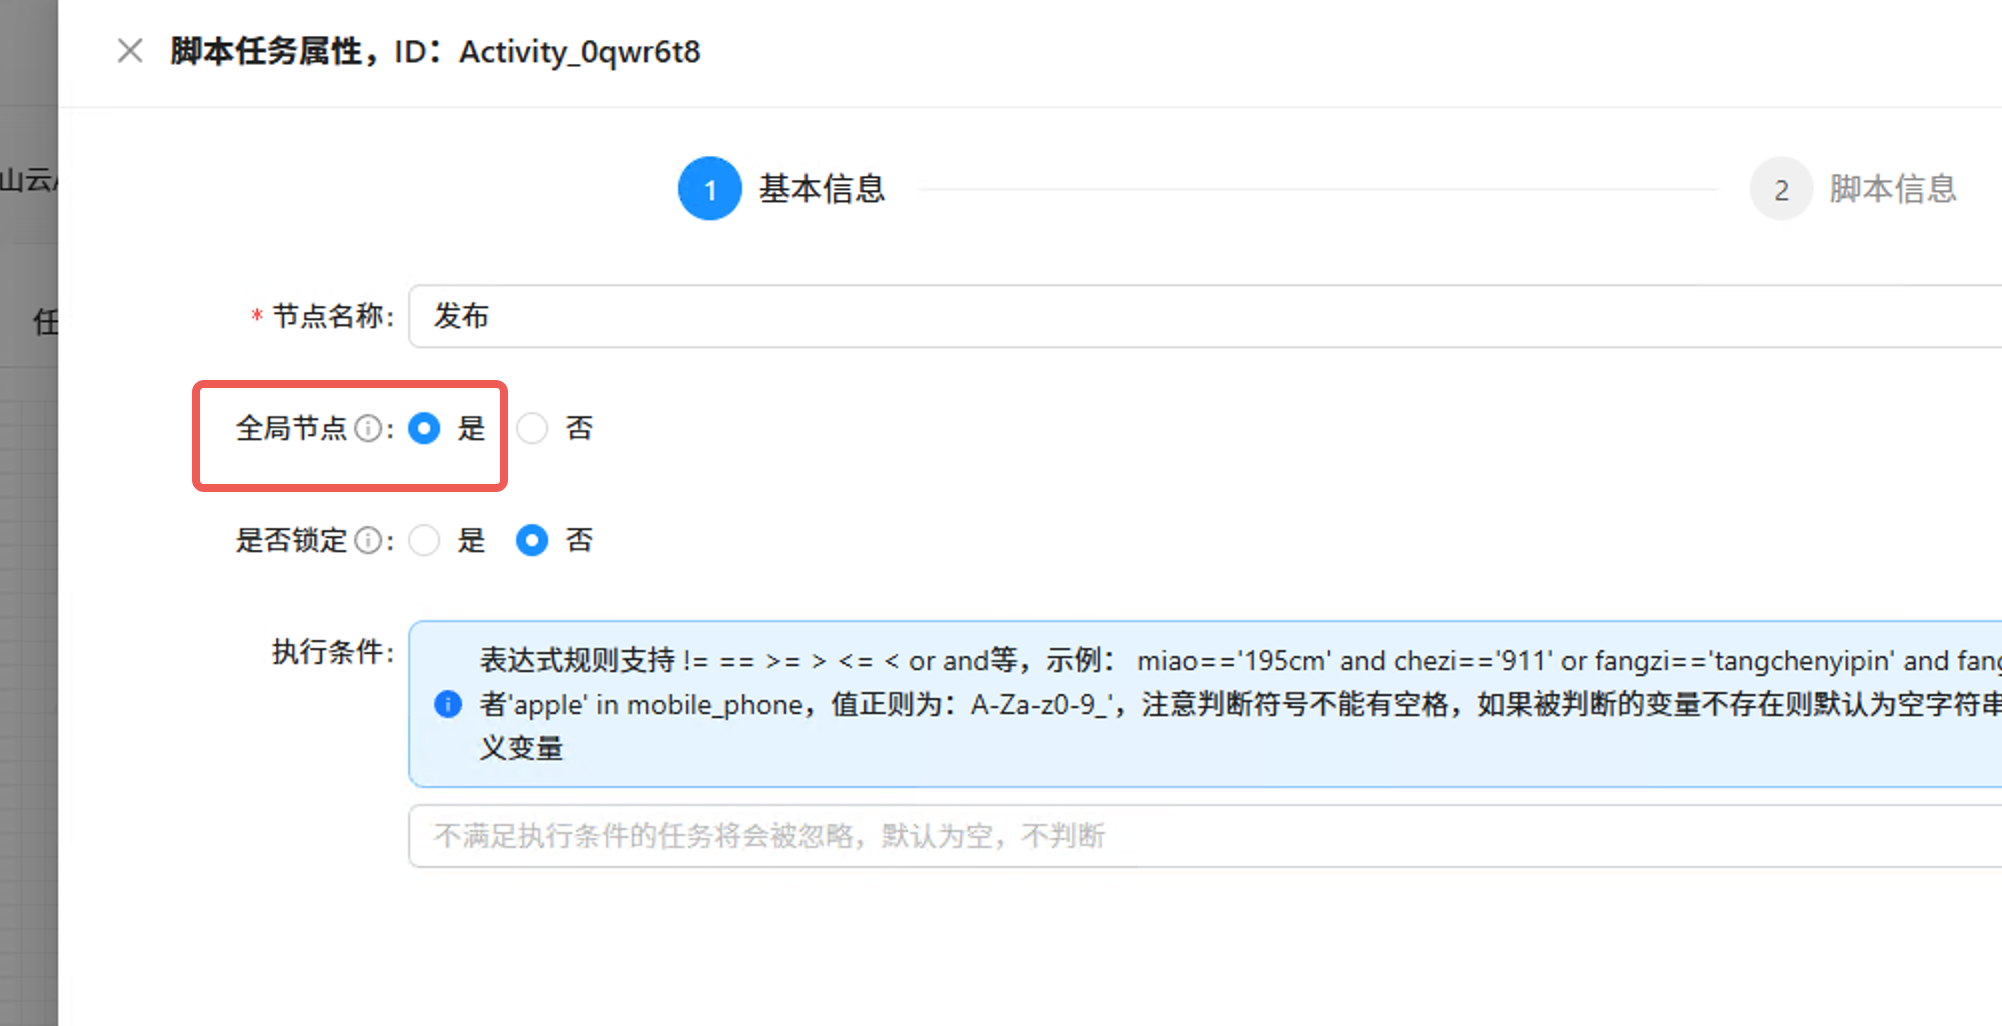 脚本任务属性，ID：Activity_0qwr6t8
山云
任
1 基本信息
2 脚本信息
* 节点名称: 发布
全局节点 : 是 否
是否锁定 : 是 否
执行条件:
表达式规则支持 != == >= > <= < or and等，示例： miao=='195cm' and chezi=='911' or fangzi=='tangchenyipin' and fang
者'apple' in mobile_phone，值正则为：A-Za-z0-9_'，注意判断符号不能有空格，如果被判断的变量不存在则默认为空字符串
义变量
不满足执行条件的任务将会被忽略，默认为空，不判断